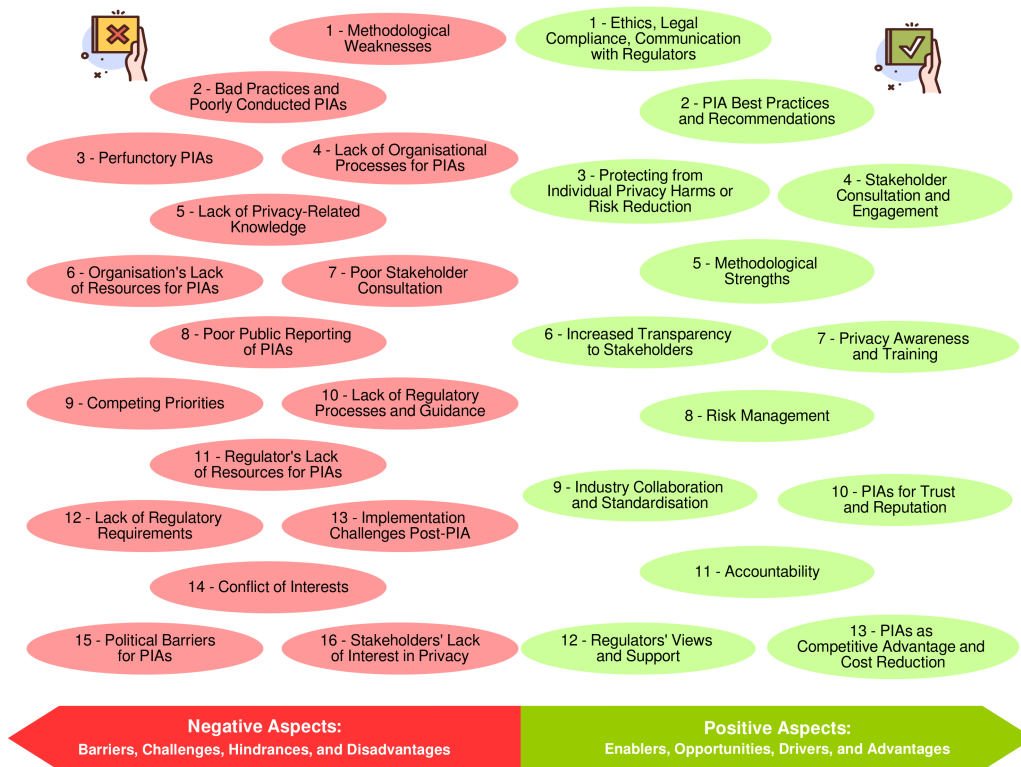 1 - Methodological
Weaknesses
2 - Bad Practices and
Poorly Conducted PIAs
3 - Perfunctory PIAs
4 - Lack of Organisational
Processes for PIAs
5 - Lack of Privacy-Related
Knowledge
6 - Organisation's Lack
of Resources for PIAs
7 - Poor Stakeholder
Consultation
8 - Poor Public Reporting
of PIAs
9 - Competing Priorities
10 - Lack of Regulatory
Processes and Guidance
11 - Regulator's Lack
of Resources for PIAs
12 - Lack of Regulatory
Requirements
13 - Implementation
Challenges Post-PIA
14 - Conflict of Interests
15 - Political Barriers
for PIAs
16 - Stakeholders' Lack
of Interest in Privacy
Negative Aspects:
Barriers, Challenges, Hindrances, and Disadvantages
1 - Ethics, Legal
Compliance, Communication
with Regulators
2 - PIA Best Practices
and Recommendations
3 - Protecting from
Individual Privacy Harms or
Risk Reduction
4 - Stakeholder
Consultation and
Engagement
5 - Methodological
Strengths
6 - Increased Transparency
to Stakeholders
7 - Privacy Awareness
and Training
8 - Risk Management
9 - Industry Collaboration
and Standardisation
10 - PIAs for Trust
and Reputation
11 - Accountability
12 - Regulators' Views
and Support
13 - PIAs as
Competitive Advantage and
Cost Reduction
Positive Aspects:
Enablers, Opportunities, Drivers, and Advantages